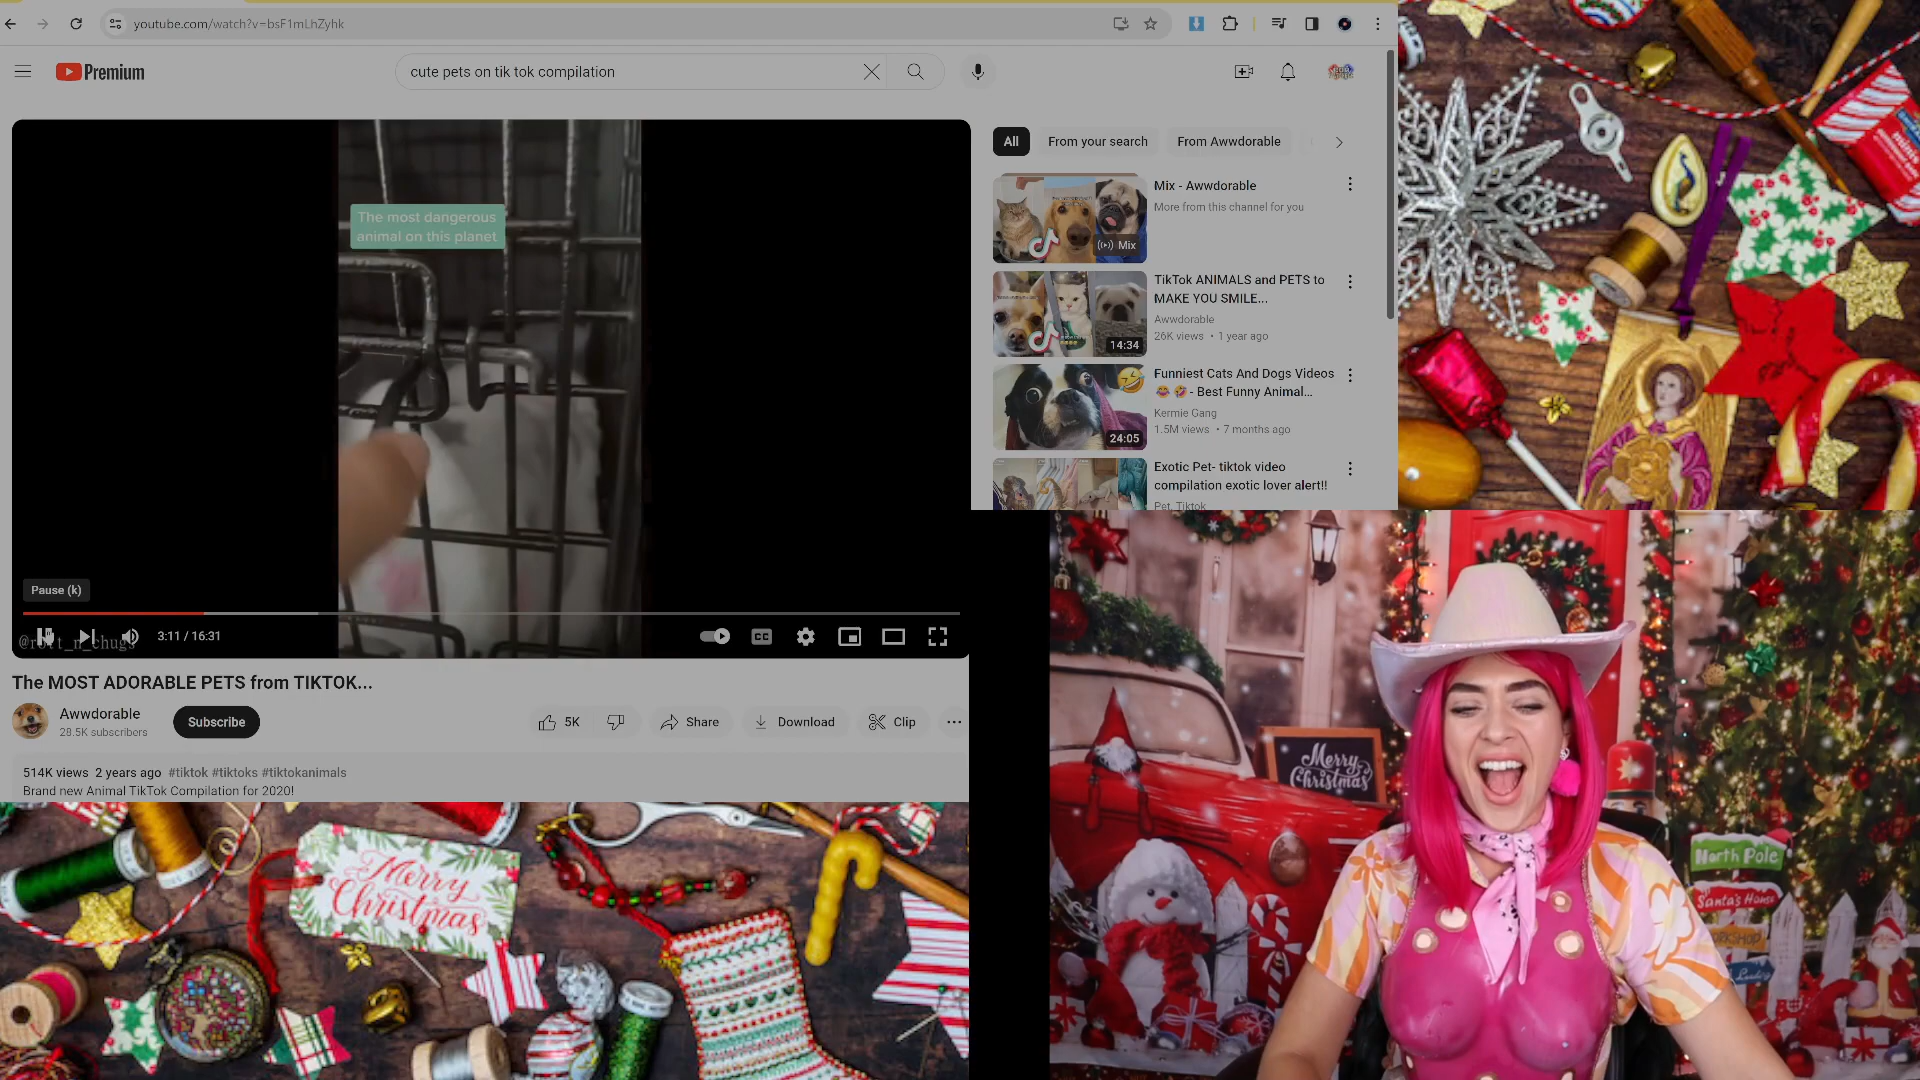 youtube.com/watch?v=bsF1mLhZyhk
Premium
cute pets on tik tok compilation
The most dangerous
animal on this planet
Pause (k)
3:11 / 16:31
CC
The MOST ADORABLE PETS from TIKTOK...
Awwdorable
28.5K subscribers
Subscribe
5K
Share
Download
Clip
514K views 2 years ago #tiktok #tiktoks #tiktokanimals
Brand new Animal TikTok Compilation for 2020!
All
From your search
From Awwdorable
Mix - Awwdorable
More from this channel for you
Mix
TikTok ANIMALS and PETS to
MAKE YOU SMILE...
Awwdorable
26K views • 1 year ago
14:34
Funniest Cats And Dogs Videos
😂 🤣 - Best Funny Animal...
Kermie Gang
1.5M views • 7 months ago
24:05
Exotic Pet- tiktok video
compilation exotic lover alert!!
Pet, Tiktok
Merry
Christmas
Merry
Christmas
North Pole
Santa's House